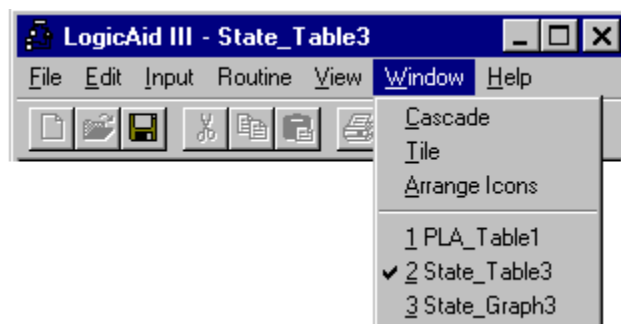 LogicAid III - State_Table3
File Edit Input Routine View Window Help
Cascade
Tile
Arrange Icons
1 PLA_Table1
2 State_Table3
3 State_Graph3